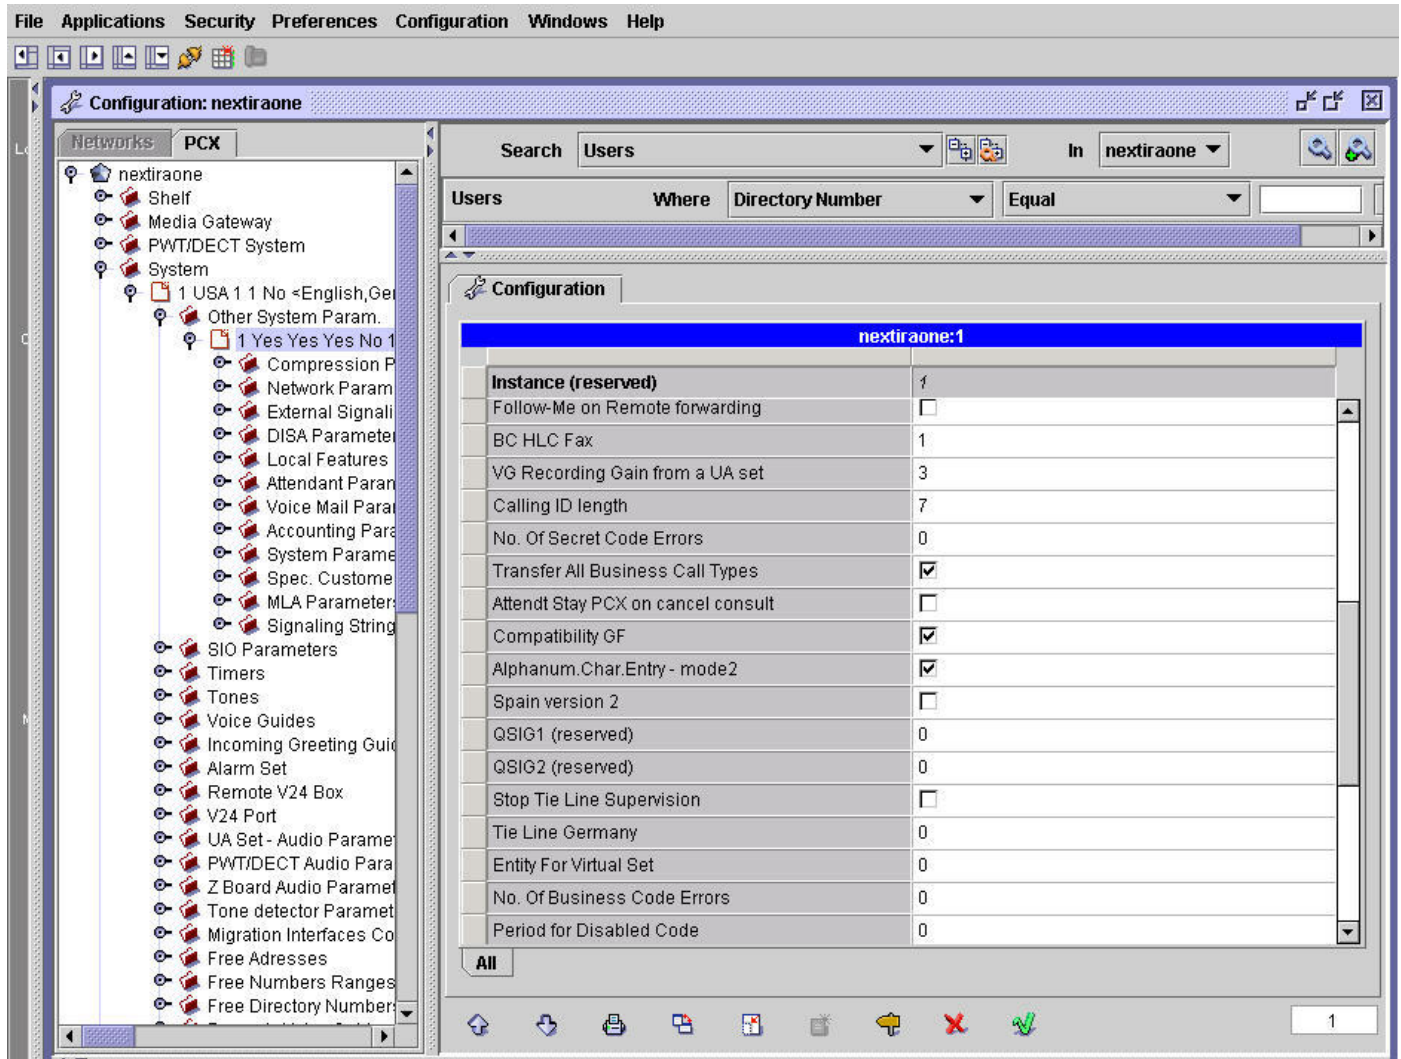 File Applications Security Preferences Configuration Windows Help
Configuration: nextiraone
Networks PCX
nextiraone
Shelf
Media Gateway
PWT/DECT System
System
1 USA 1 1 No <English,Ger
Other System Param.
1 Yes Yes Yes No 1
Compression P
Network Param
External Signali
DISA Parameter
Local Features
Attendant Param
Voice Mail Para
Accounting Para
System Parame
Spec. Custome
MLA Parameter
Signaling String
SIO Parameters
Timers
Tones
Voice Guides
Incoming Greeting Guid
Alarm Set
Remote V24 Box
V24 Port
UA Set - Audio Paramet
PWT/DECT Audio Para
Z Board Audio Paramet
Tone detector Paramet
Migration Interfaces Co
Free Adresses
Free Numbers Ranges
Free Directory Number
Search Users In nextiraone
Users Where Directory Number Equal
Configuration
nextiraone:1
Instance (reserved) 1
Follow-Me on Remote forwarding
BC HLC Fax 1
VG Recording Gain from a UA set 3
Calling ID length 7
No. Of Secret Code Errors 0
Transfer All Business Call Types
Attendt Stay PCX on cancel consult
Compatibility GF
Alphanum.Char.Entry - mode2
Spain version 2
QSIG1 (reserved) 0
QSIG2 (reserved) 0
Stop Tie Line Supervision
Tie Line Germany 0
Entity For Virtual Set 0
No. Of Business Code Errors 0
Period for Disabled Code 0
All
1